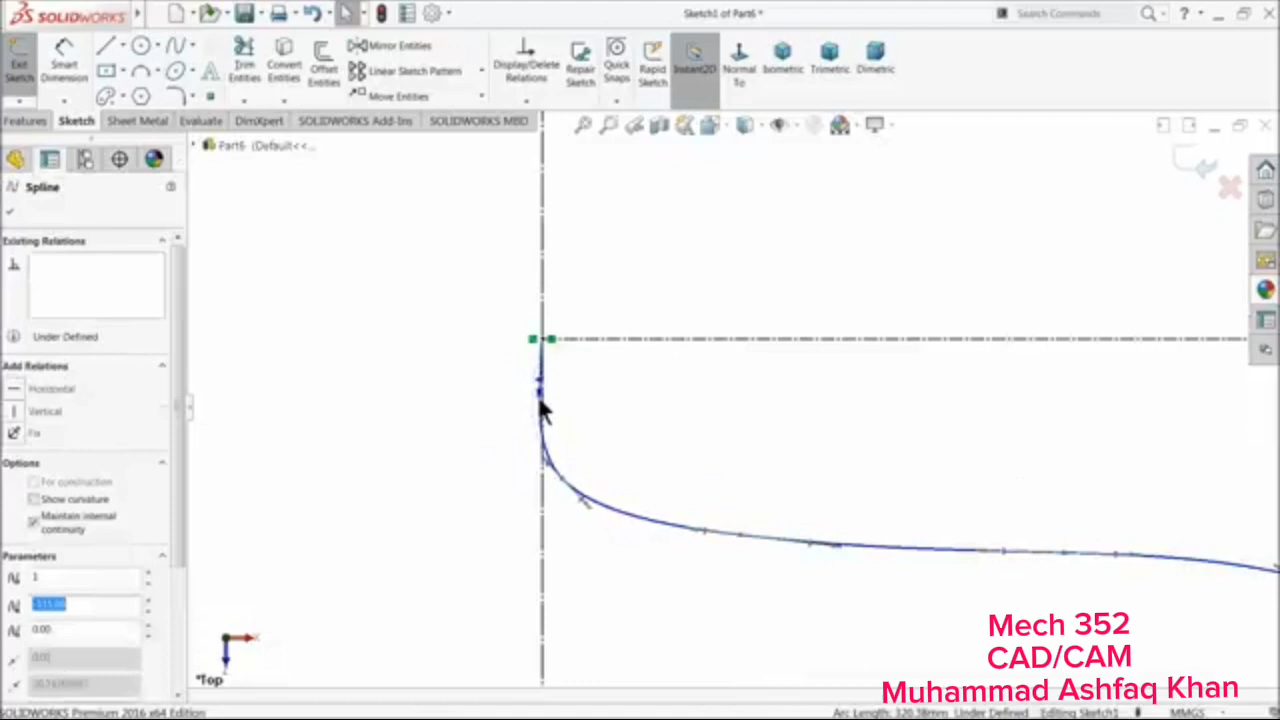 SOLIDWORKS
Sketch1 of Part6 *
Search Commands
Exit Sketch
Smart Dimension
Trim Entities
Convert Entities
Offset Entities
Mirror Entities
Linear Sketch Pattern
Move Entities
Display/Delete Relations
Repair Sketch
Quick Snaps
Rapid Sketch
Instant2D
Normal To
Isometric
Trimetric
Dimetric
Features
Sketch
Sheet Metal
Evaluate
DimXpert
SOLIDWORKS Add-Ins
SOLIDWORKS MBD
Part6 (Default<<...
Spline
Existing Relations
Under Defined
Add Relations
Horizontal
Vertical
Fix
Options
For construction
Show curvature
Maintain internal
continuity
Parameters
1
0.00
*Top
Mech 352
CAD/CAM
Muhammad Ashfaq Khan
SOLIDWORKS Premium 2016 x64 Edition
Arc Length: 320.38mm Under Defined Editing Sketch1 MMGS